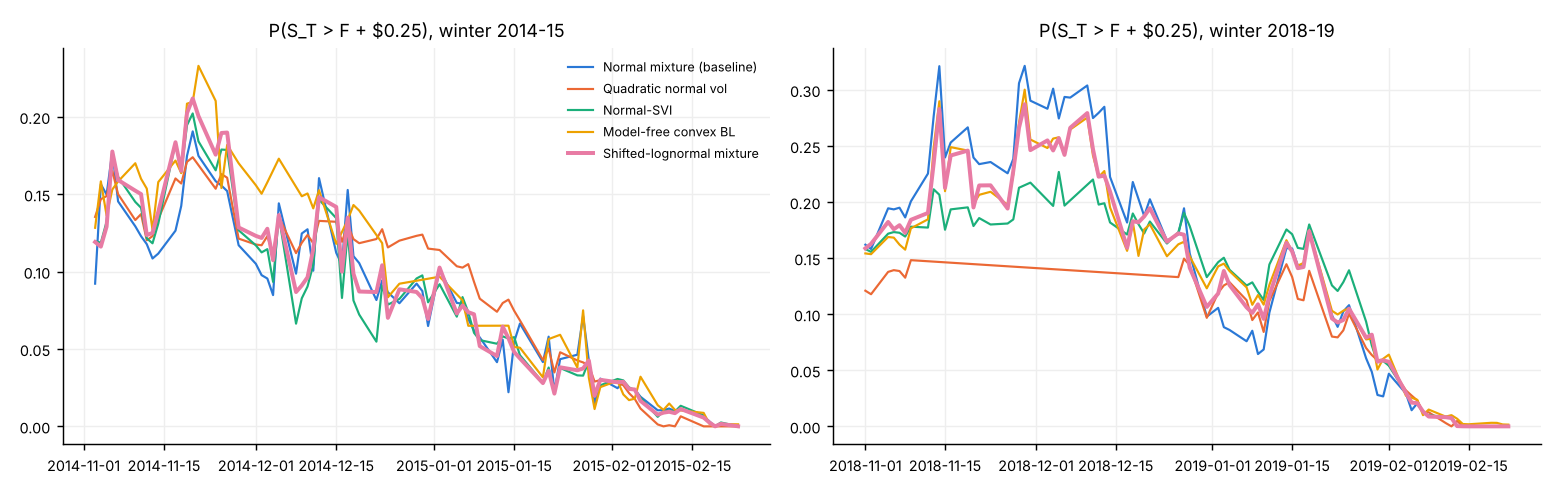 P(S_T > F + $0.25), winter 2014-15
Normal mixture (baseline)
Quadratic normal vol
Normal-SVI
Model-free convex BL
Shifted-lognormal mixture
0.20
0.15
0.10
0.05
0.00
2014-11-01 2014-11-15 2014-12-01 2014-12-15 2015-01-01 2015-01-15 2015-02-01 2015-02-15
P(S_T > F + $0.25), winter 2018-19
0.30
0.25
0.20
0.15
0.10
0.05
0.00
2018-11-01 2018-11-15 2018-12-01 2018-12-15 2019-01-01 2019-01-15 2019-02-01 2019-02-15